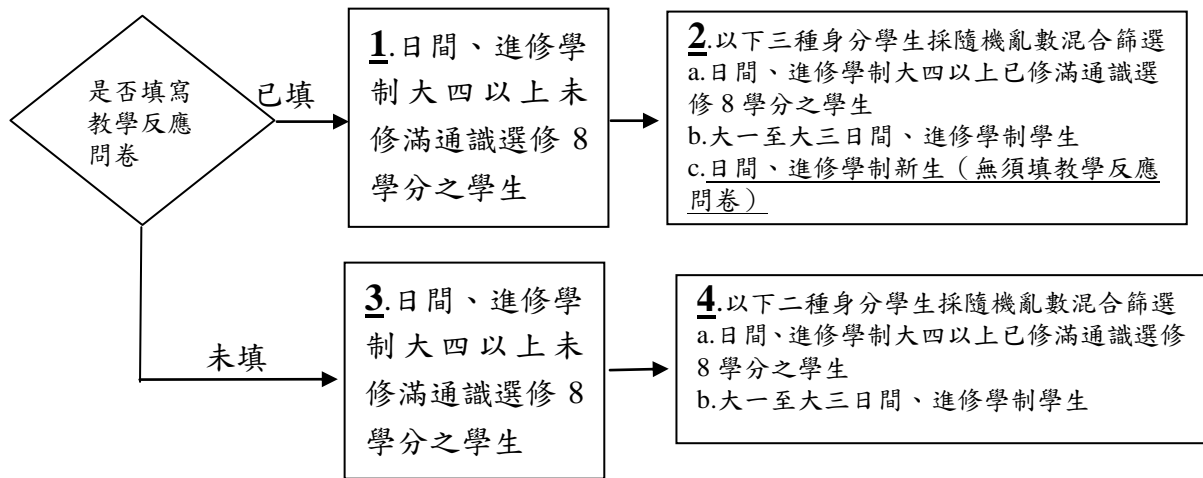 是否填寫
教學反應
問卷
已填
1.日間、進修學
制大四以上未
修滿通識選修 8
學分之學生
2.以下三種身分學生採隨機亂數混合篩選
a.日間、進修學制大四以上已修滿通識選
修 8 學分之學生
b.大一至大三日間、進修學制學生
c.日間、進修學制新生（無須填教學反應
問卷）
未填
3.日間、進修學
制大四以上未
修滿通識選修 8
學分之學生
4.以下二種身分學生採隨機亂數混合篩選
a.日間、進修學制大四以上已修滿通識選修
8 學分之學生
b.大一至大三日間、進修學制學生